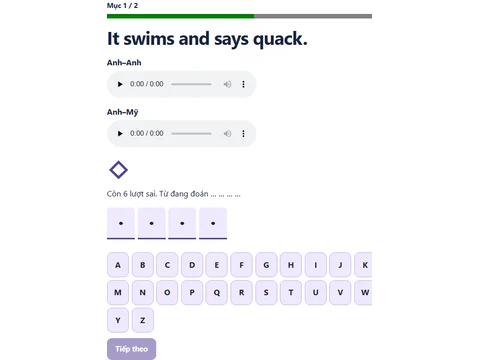 Mục 1 / 2
It swims and says quack.
Anh–Anh
0:00 / 0:00
Anh–Mỹ
0:00 / 0:00
Còn 6 lượt sai. Từ đang đoán ... ... ... ...
A B C D E F G H I J K
M N O P Q R S T U V W
Y Z
Tiếp theo